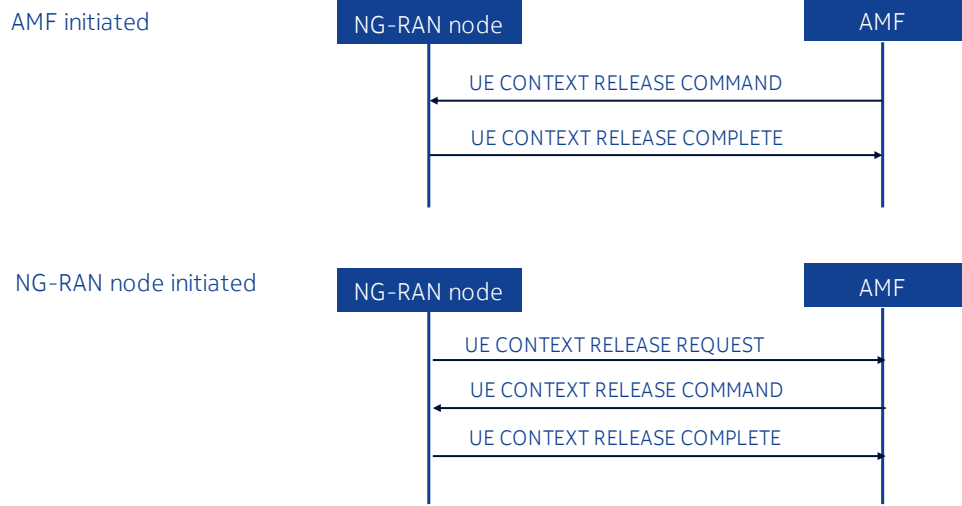 AMF initiated
NG-RAN node
AMF
UE CONTEXT RELEASE COMMAND
UE CONTEXT RELEASE COMPLETE
NG-RAN node initiated
NG-RAN node
AMF
UE CONTEXT RELEASE REQUEST
UE CONTEXT RELEASE COMMAND
UE CONTEXT RELEASE COMPLETE